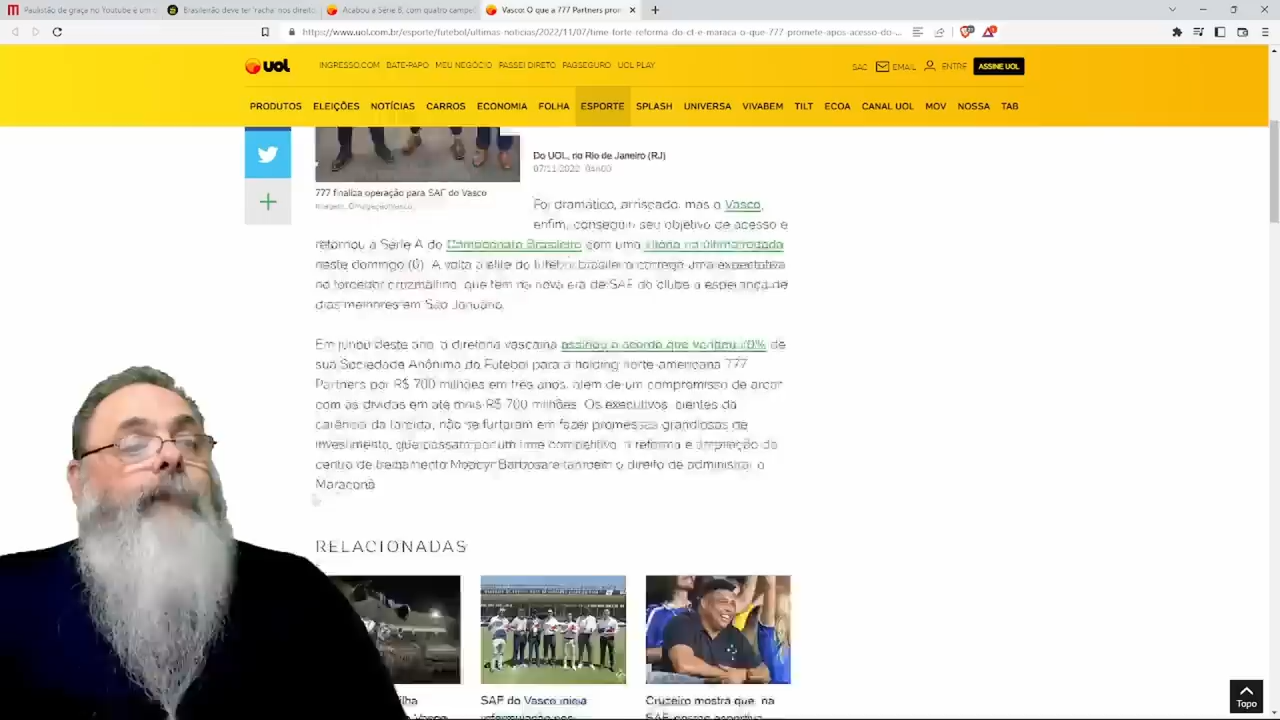 Paulistão de graça no Youtube é um g
Brasileirão deve ter 'racha' nos direito
Acabou a Série B, com quatro campeõ
Vasco: O que a 777 Partners prom
https://www.uol.com.br/esporte/futebol/ultimas-noticias/2022/11/07/time-forte-reforma-do-ct-e-maraca-o-que-777-promete-apos-acesso-do-...
UOL
INGRESSO.COM BATE-PAPO MEU NEGÓCIO PASSEI DIRETO PAGSEGURO UOL PLAY
SAC EMAIL ENTRE ASSINE UOL
PRODUTOS ELEIÇÕES NOTÍCIAS CARROS ECONOMIA FOLHA ESPORTE SPLASH UNIVERSA VIVABEM TILT ECOA CANAL UOL MOV NOSSA TAB
Do UOL, no Rio de Janeiro (RJ)
07/11/2022 04h00
777 finaliza operação para SAF do Vasco
Foi dramático, arriscado, mas o Vasco,
enfim, conseguiu seu objetivo de acesso e
retornou à Série A do Campeonato Brasileiro com uma vitória na última rodada
neste domingo (6). A volta à elite do futebol brasileiro carrega uma expectativa
no torcedor cruzmaltino, que tem na nova era de SAF do clube a esperança de
dias melhores em São Januário.
Em junho deste ano, a diretoria vascaína assinou o acordo que vendeu 70% de
sua Sociedade Anônima do Futebol para a holding norte-americana 777
Partners por R$ 700 milhões em três anos, além de um compromisso de arcar
com as dívidas em até mais R$ 700 milhões. Os executivos, cientes da
carência da torcida, não se furtaram em fazer promessas grandiosas de
investimento, que passam por um time competitivo, a reforma e ampliação do
centro de treinamento Moacyr Barbosa e também o direito de administrar o
Maracanã.
RELACIONADAS
ilha
Vasco
SAF do Vasco inicia
reformulação por
Cruzeiro mostra que, na
SAF,
esportiva
Topo